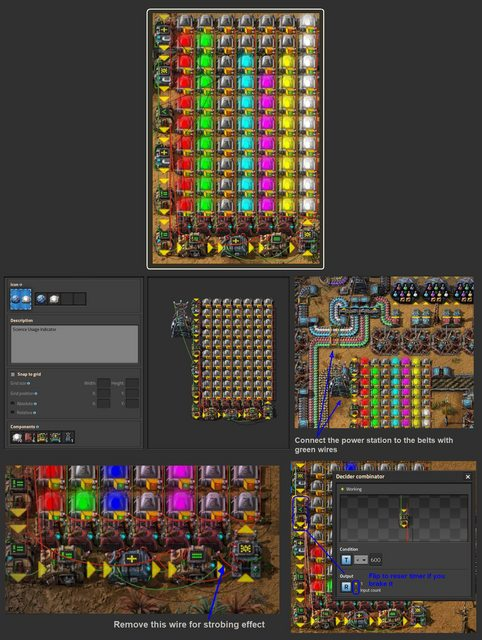 Icon
Description
Science Usage Indicator
Snap to grid
Grid size
Width:
Height:
Grid position
X:
Y:
Absolute
Relative
Components
Connect the power station to the belts with
green wires
Remove this wire for strobing effect
Decider combinator
Working
Condition
T
<
600
Output
Flip to reset timer if you
brake it
R
Input count